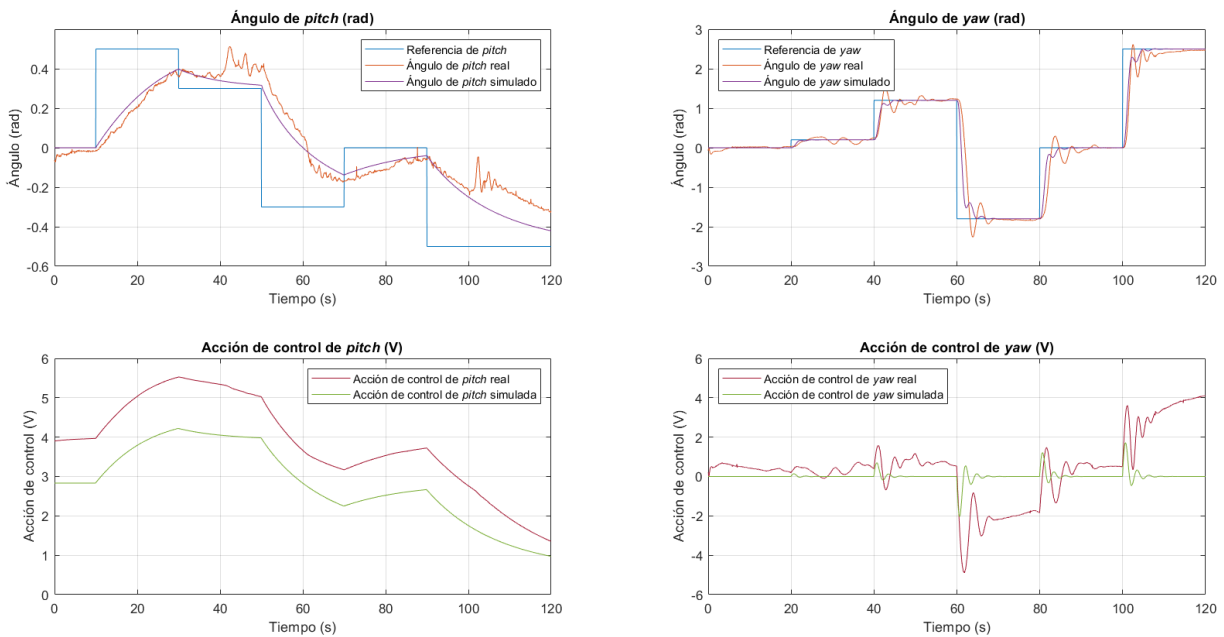 Ángulo de pitch (rad)
Referencia de pitch
Ángulo de pitch real
Ángulo de pitch simulado
Ángulo (rad)
0.4
0.2
0
-0.2
-0.4
-0.6
0 20 40 60 80 100 120
Tiempo (s)
Ángulo de yaw (rad)
Referencia de yaw
Ángulo de yaw real
Ángulo de yaw simulado
Ángulo (rad)
3
2
1
0
-1
-2
-3
0 20 40 60 80 100 120
Tiempo (s)
Acción de control de pitch (V)
Acción de control de pitch real
Acción de control de pitch simulada
Acción de control (V)
6
5
4
3
2
1
0
0 20 40 60 80 100 120
Tiempo (s)
Acción de control de yaw (V)
Acción de control de yaw real
Acción de control de yaw simulada
Acción de control (V)
6
4
2
0
-2
-4
-6
0 20 40 60 80 100 120
Tiempo (s)